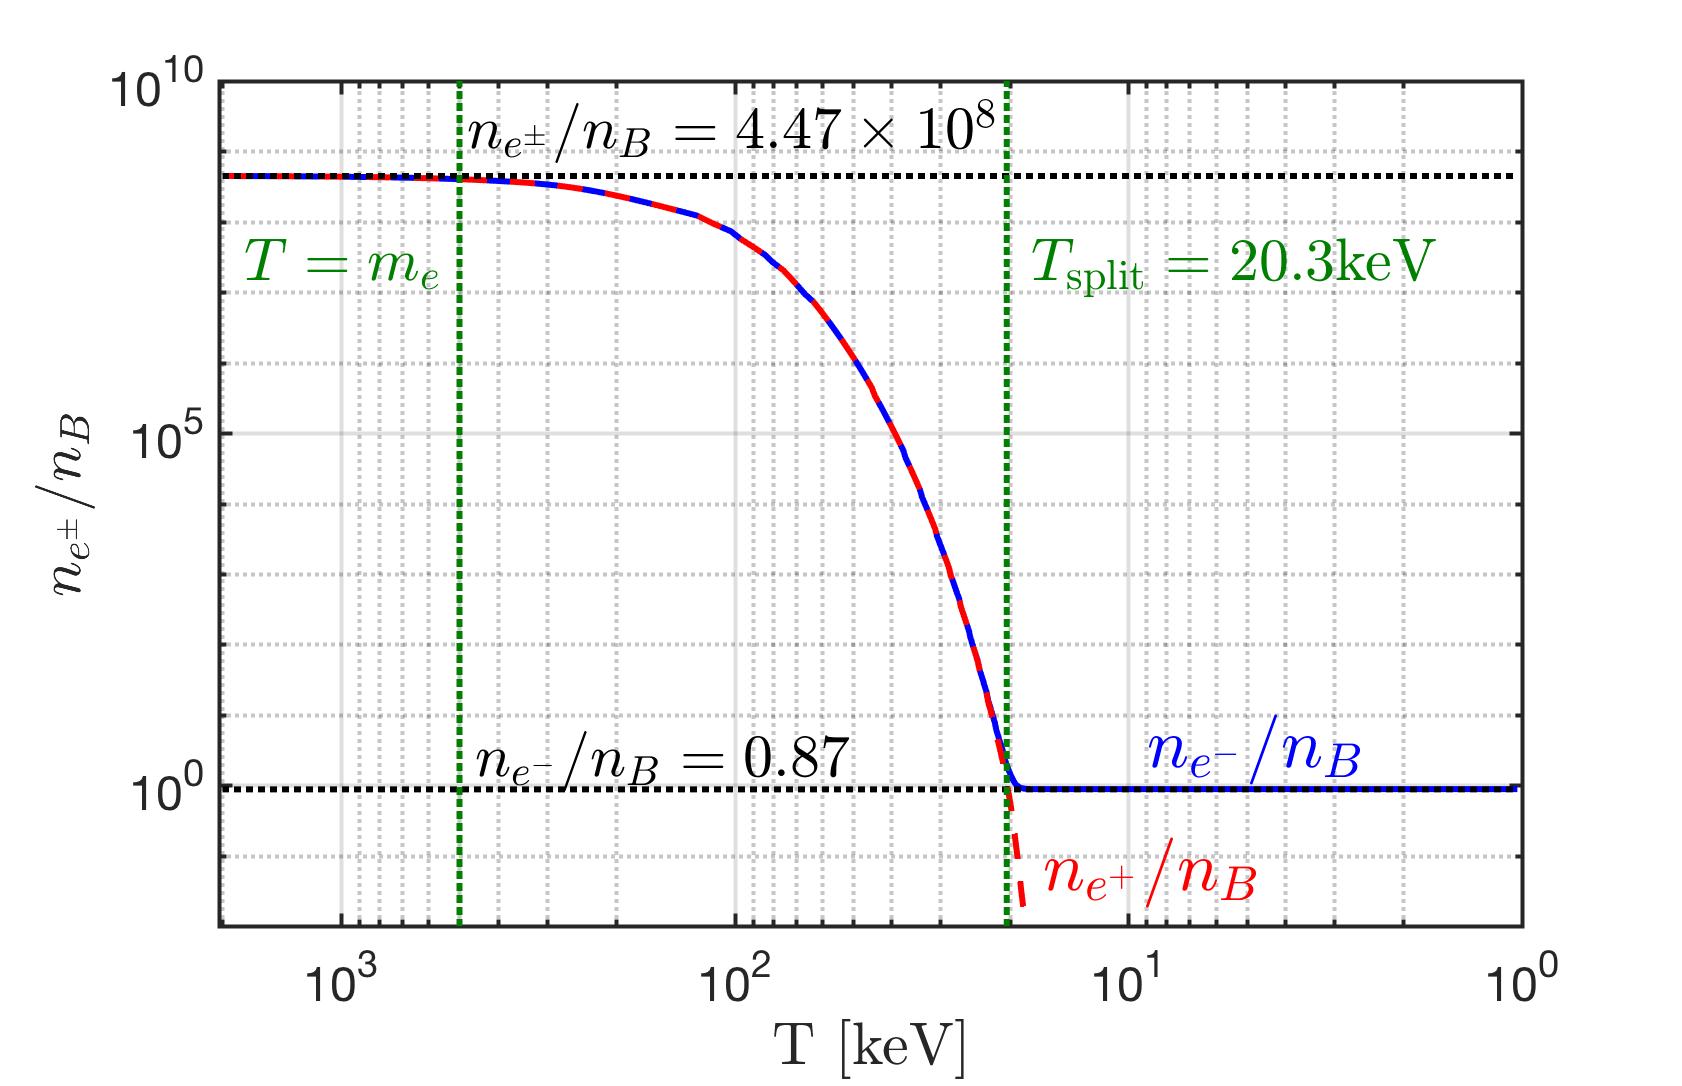 10^10
n_{e^±}/n_B = 4.47 × 10^8
T = m_e
T_split = 20.3keV
10^5
n_{e^±}/n_B
n_{e^-}/n_B = 0.87
n_{e^-}/n_B
10^0
n_{e^+}/n_B
10^3
10^2
10^1
10^0
T [keV]